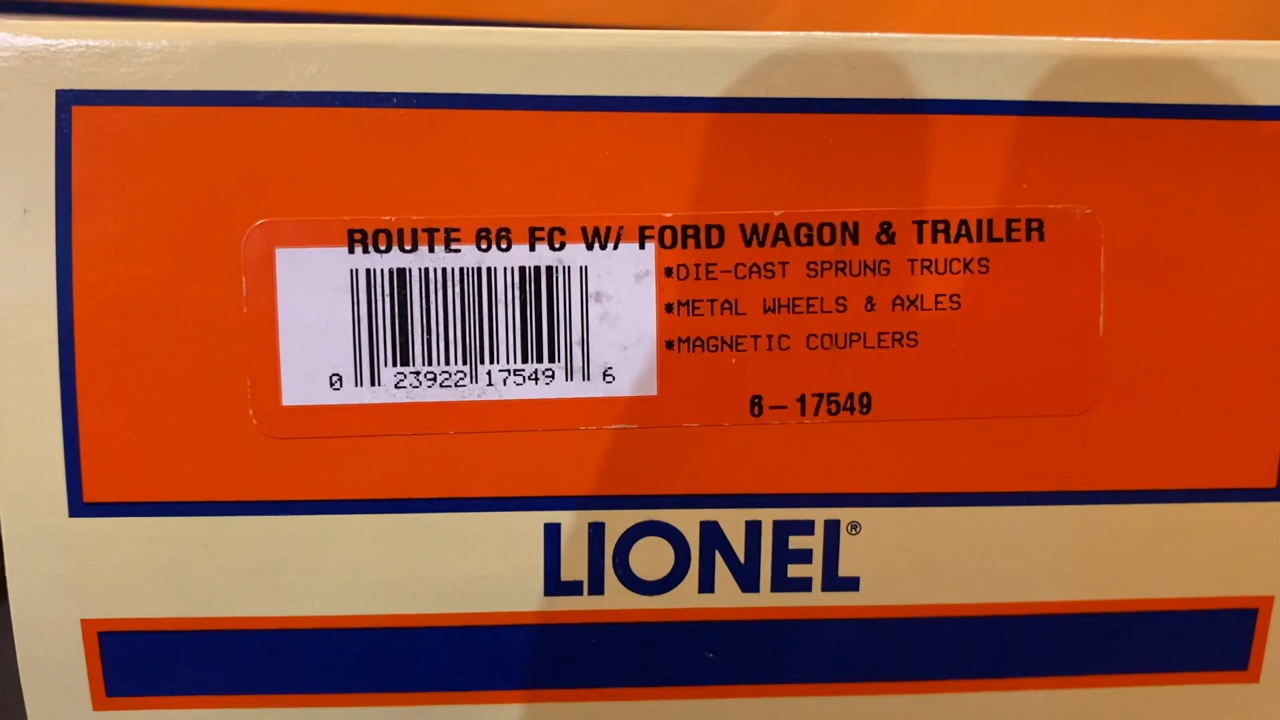 ROUTE 66 FC W/ FORD WAGON & TRAILER
*DIE-CAST SPRUNG TRUCKS
*METAL WHEELS & AXLES
*MAGNETIC COUPLERS
0 23922 17549 6
6-17549
LIONEL®